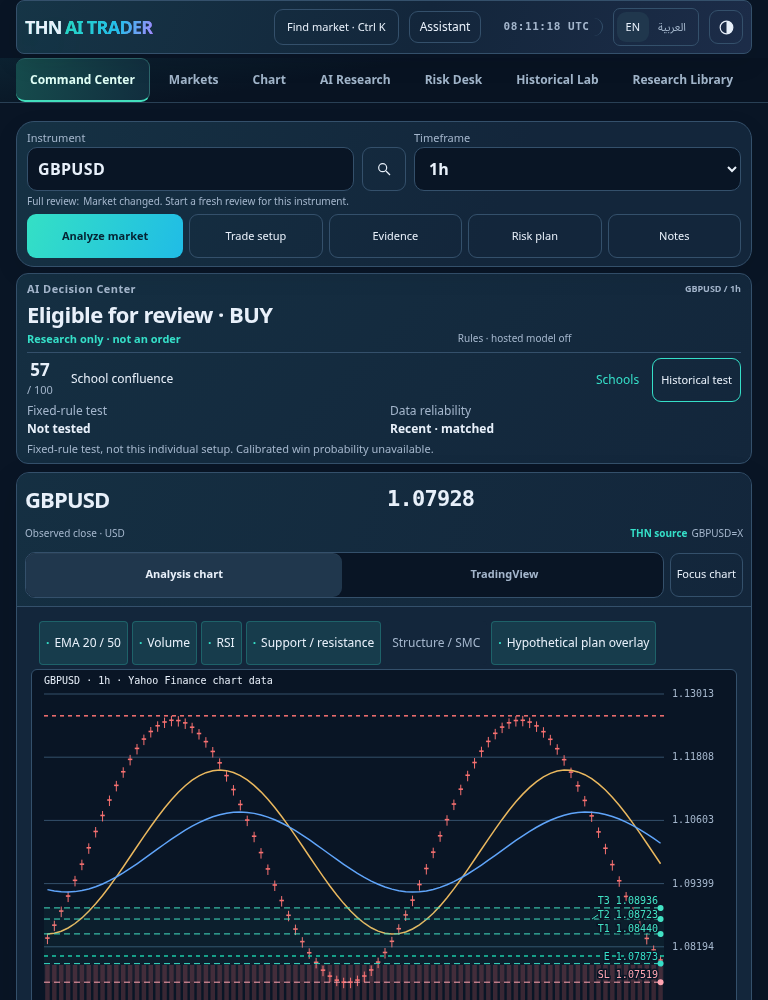 THN AI TRADER
Find market · Ctrl K
Assistant
08:11:18 UTC
EN
العربية
Command Center
Markets
Chart
AI Research
Risk Desk
Historical Lab
Research Library
Instrument
Timeframe
GBPUSD
1h
Full review: Market changed. Start a fresh review for this instrument.
Analyze market
Trade setup
Evidence
Risk plan
Notes
AI Decision Center
GBPUSD / 1h
Eligible for review · BUY
Research only · not an order
Rules · hosted model off
57
/ 100
School confluence
Schools
Historical test
Fixed-rule test
Data reliability
Not tested
Recent · matched
Fixed-rule test, not this individual setup. Calibrated win probability unavailable.
GBPUSD
1.07928
Observed close · USD
THN source GBPUSD=X
Analysis chart
TradingView
Focus chart
· EMA 20 / 50
· Volume
· RSI
· Support / resistance
Structure / SMC
· Hypothetical plan overlay
GBPUSD · 1h · Yahoo Finance chart data
1.13013
1.11808
1.10603
1.09399
T3 1.08936
T2 1.08723
T1 1.08440
1.08194
E 1.07873
SL 1.07519